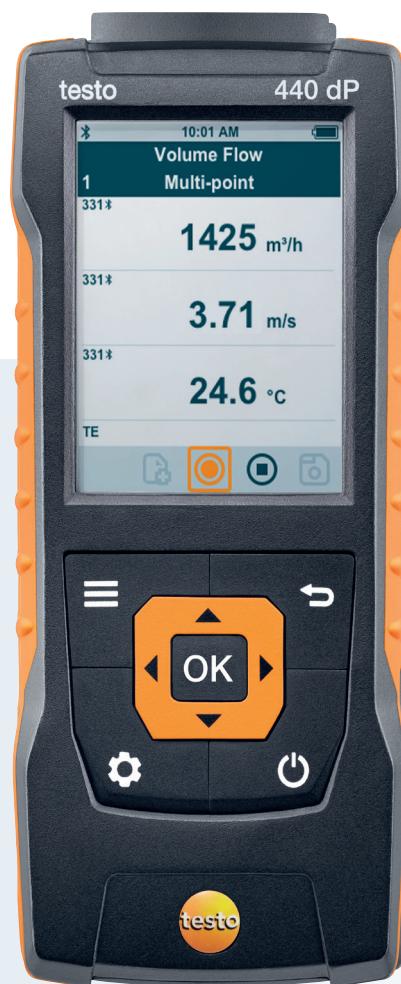 testo 440 dP
10:01 AM
Volume Flow
1 Multi-point
331
1425 m³/h
331
3.71 m/s
331
24.6 °C
TE
OK
testo